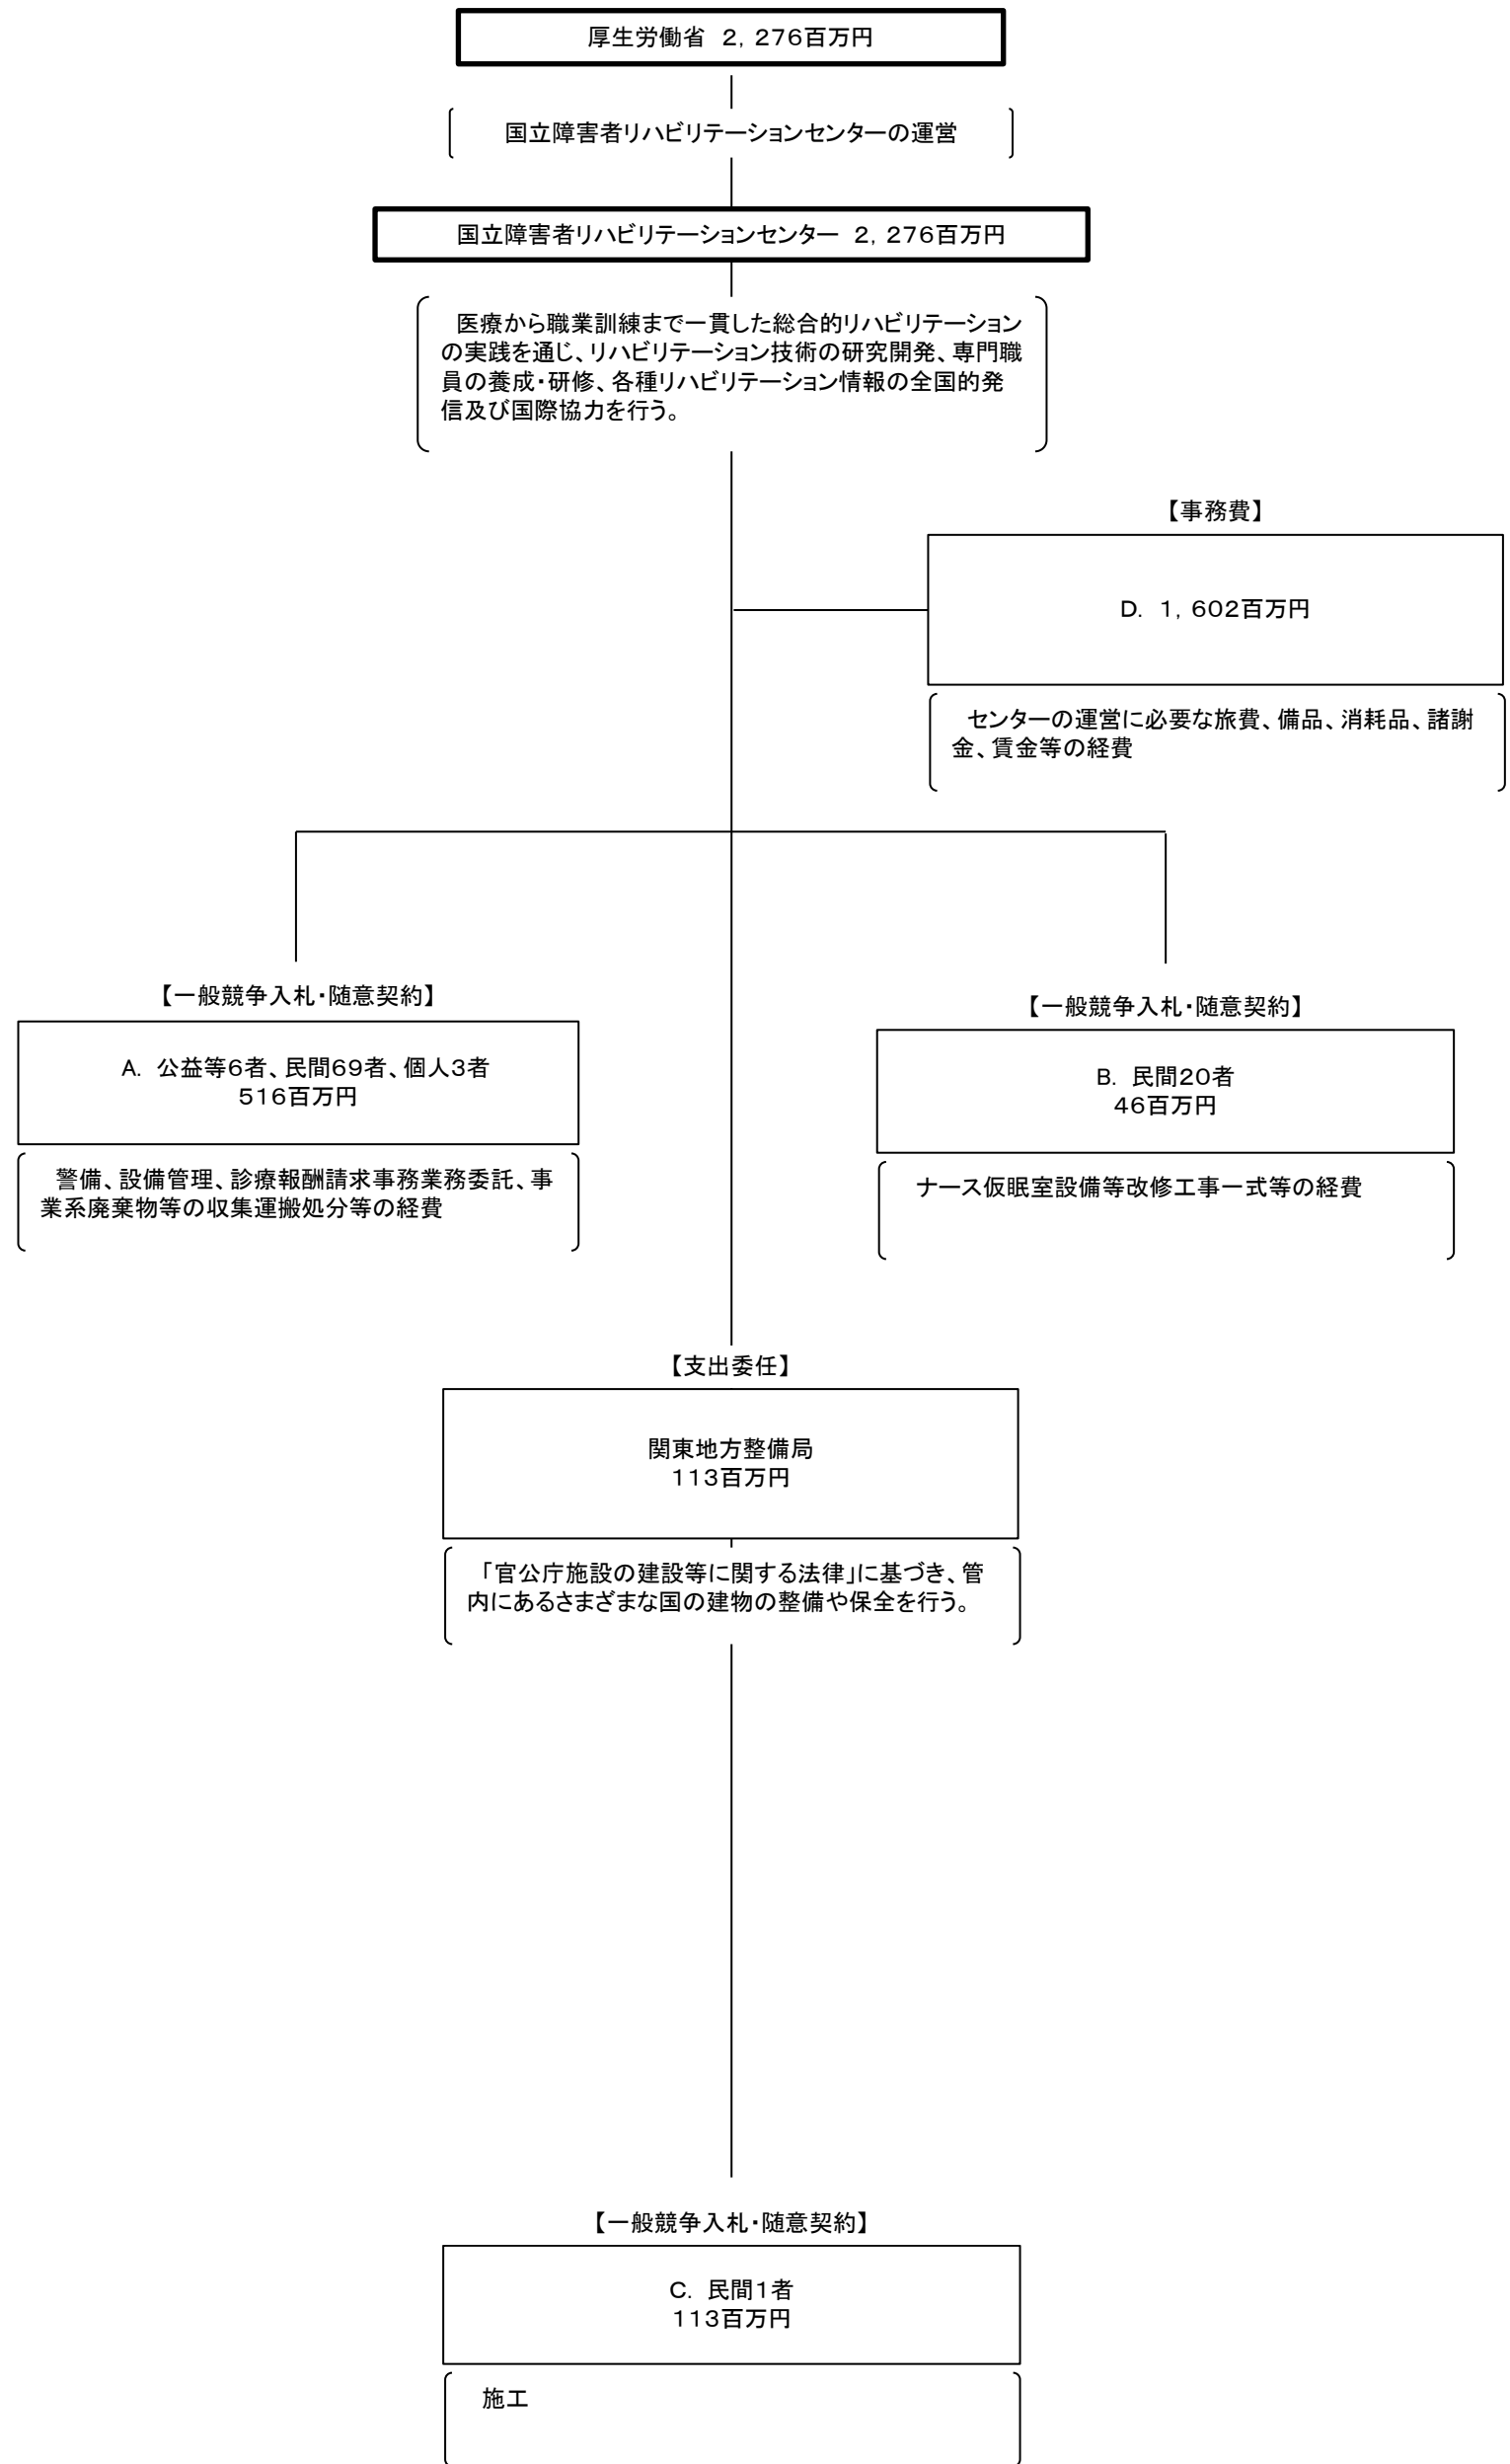 厚生労働省　２，２７６百万円
国立障害者リハビリテーションセンターの運営
国立障害者リハビリテーションセンター　２，２７６百万円
医療から職業訓練まで一貫した総合的リハビリテーション
の実践を通じ、リハビリテーション技術の研究開発、専門職
員の養成・研修、各種リハビリテーション情報の全国的発
信及び国際協力を行う。
【事務費】
Ｄ．　１，６０２百万円
センターの運営に必要な旅費、備品、消耗品、諸謝
金、賃金等の経費
【一般競争入札・随意契約】
Ａ．　公益等６者、民間６９者、個人３者
５１６百万円
警備、設備管理、診療報酬請求事務業務委託、事
業系廃棄物等の収集運搬処分等の経費
【一般競争入札・随意契約】
Ｂ．　民間２０者
４６百万円
ナース仮眠室設備等改修工事一式等の経費
【支出委任】
関東地方整備局
１１３百万円
「官公庁施設の建設等に関する法律」に基づき、管
内にあるさまざまな国の建物の整備や保全を行う。
【一般競争入札・随意契約】
Ｃ．　民間１者
１１３百万円
施工